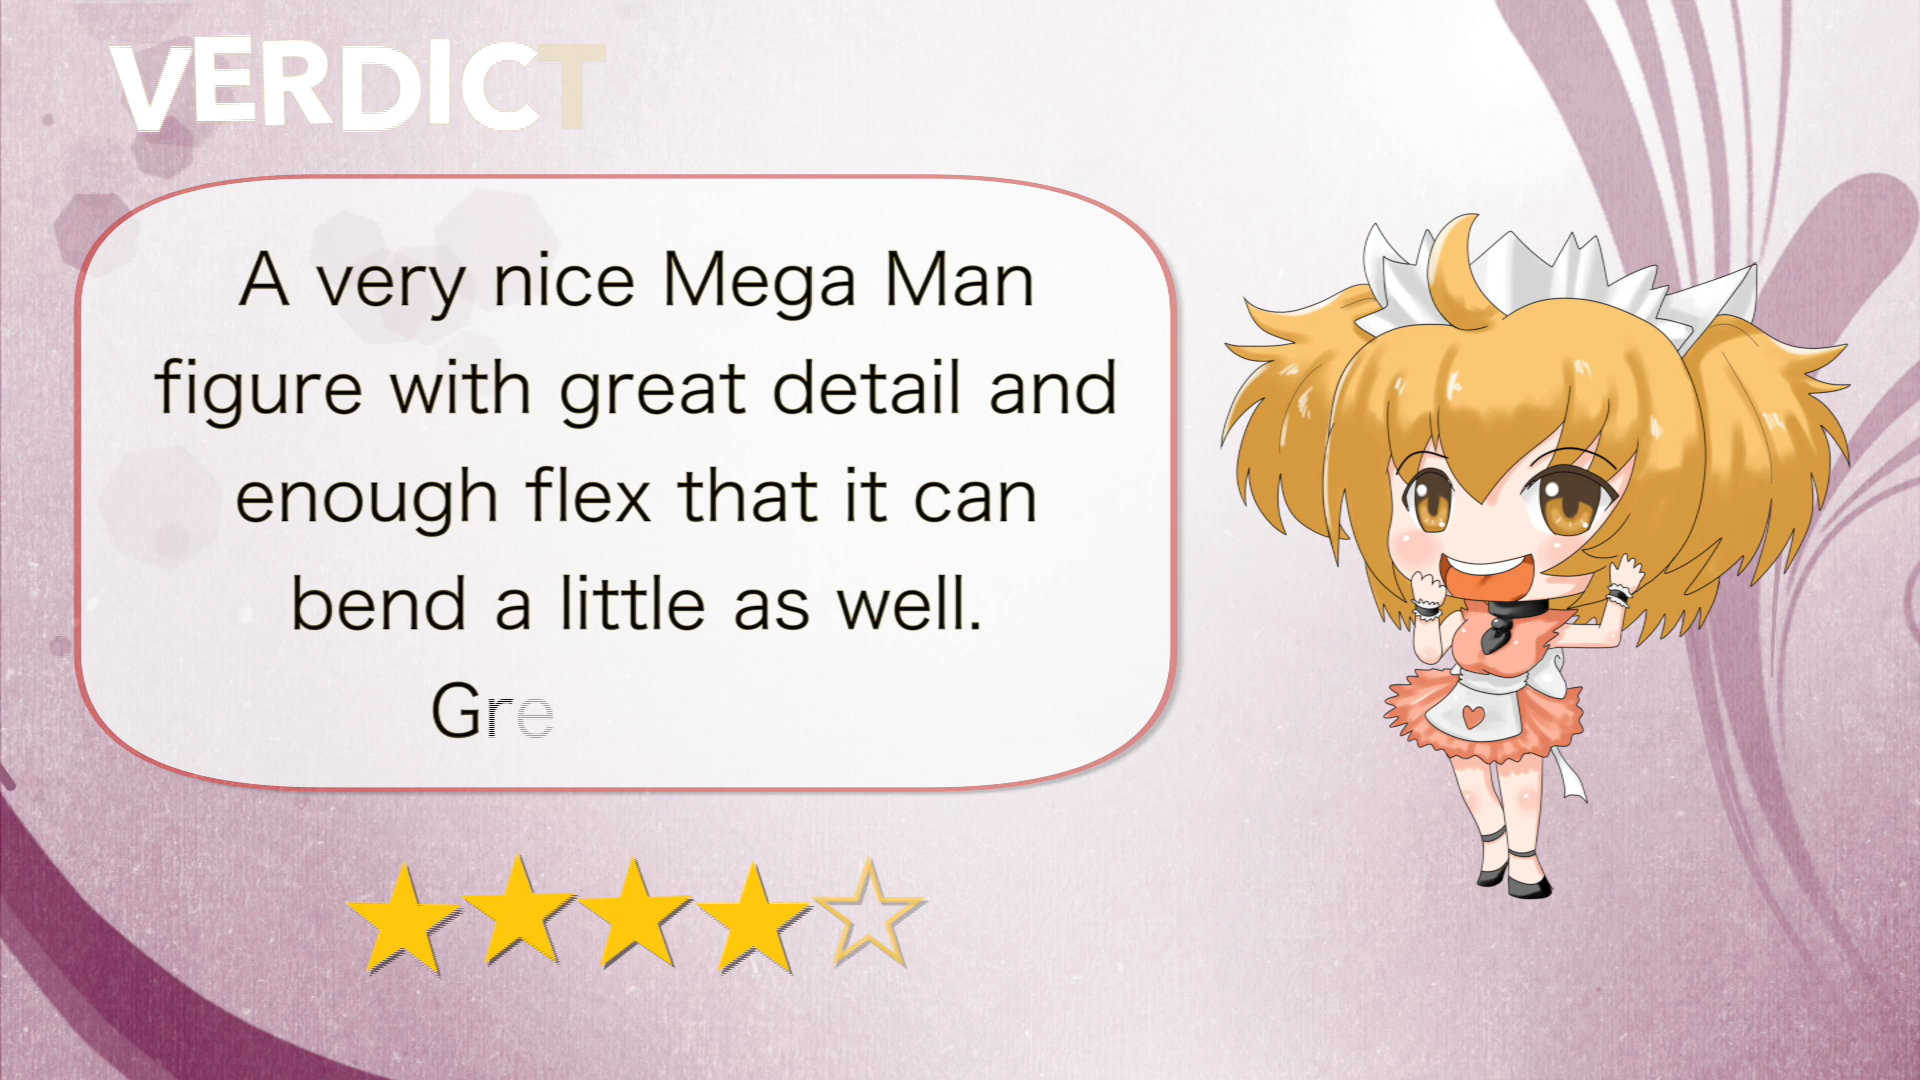 VERDICT
A very nice Mega Man
figure with great detail and
enough flex that it can
bend a little as well.
Gre